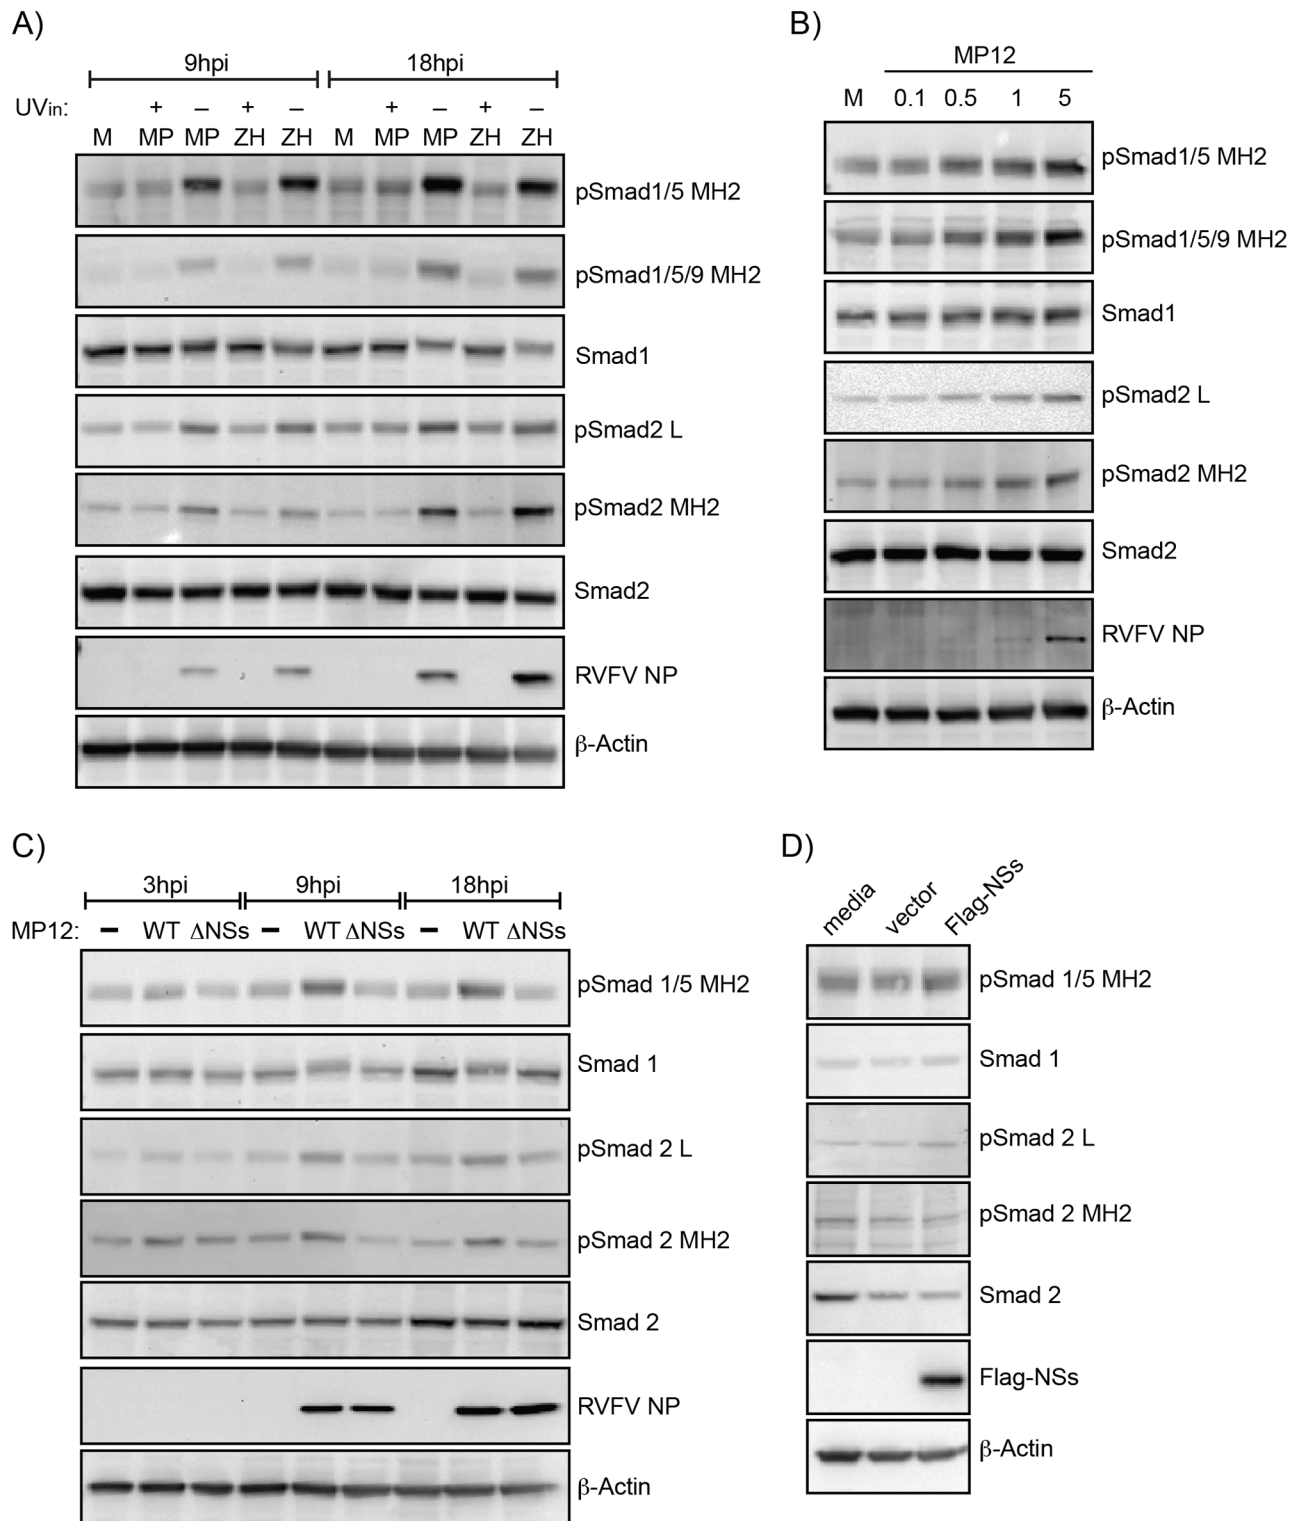 A)
9hpi 18hpi
UVin: + – + – + – + –
M MP MP ZH ZH M MP MP ZH ZH
pSmad1/5 MH2
pSmad1/5/9 MH2
Smad1
pSmad2 L
pSmad2 MH2
Smad2
RVFV NP
β-Actin
B)
MP12
M 0.1 0.5 1 5
pSmad1/5 MH2
pSmad1/5/9 MH2
Smad1
pSmad2 L
pSmad2 MH2
Smad2
RVFV NP
β-Actin
C)
3hpi 9hpi 18hpi
MP12: – WT ΔNSs – WT ΔNSs – WT ΔNSs
pSmad 1/5 MH2
Smad 1
pSmad 2 L
pSmad 2 MH2
Smad 2
RVFV NP
β-Actin
D)
media vector Flag-NSs
pSmad 1/5 MH2
Smad 1
pSmad 2 L
pSmad 2 MH2
Smad 2
Flag-NSs
β-Actin